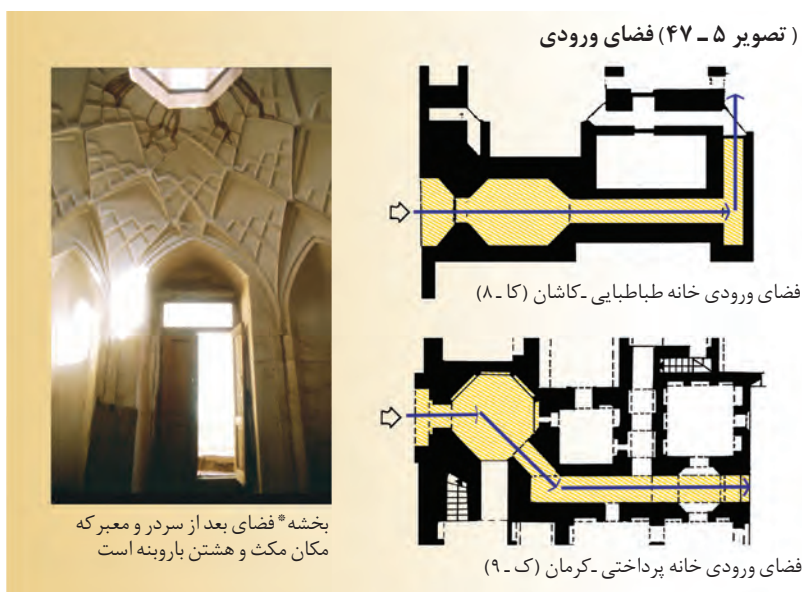 ( تصویر ۵ ـ ۴۷) فضای ورودی
فضای ورودی خانه طباطبایی ـ کاشان (کا ـ ۸)
فضای ورودی خانه پرداختی ـ کرمان (ک ـ ۹)
بخشه* فضای بعد از سردر و معبر که
مکان مکث و هشتن باروبنه است